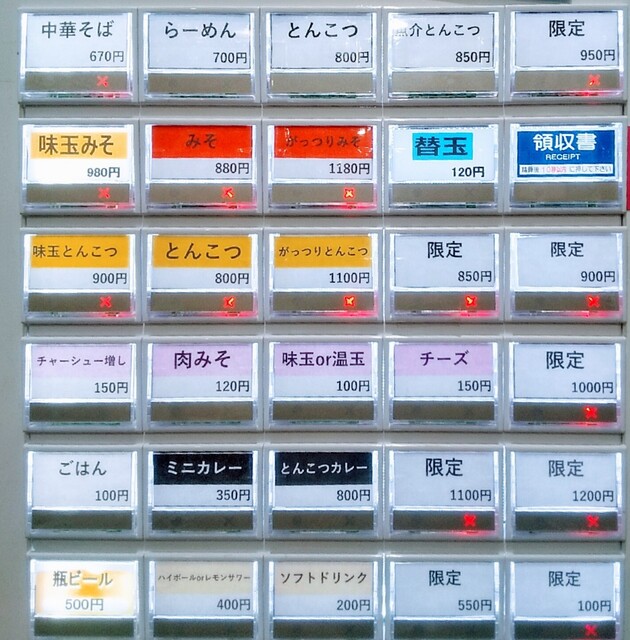 中華そば
670円
らーめん
700円
とんこつ
800円
魚介とんこつ
850円
限定
950円
味玉みそ
980円
みそ
880円
がっつりみそ
1180円
替玉
120円
領収書
RECEIPT
味玉とんこつ
900円
とんこつ
800円
がっつりとんこつ
1100円
限定
850円
限定
900円
チャーシュー増し
150円
肉みそ
120円
味玉or温玉
100円
チーズ
150円
限定
1000円
ごはん
100円
ミニカレー
350円
とんこつカレー
800円
限定
1100円
限定
1200円
瓶ビール
500円
ハイボールorレモンサワー
400円
ソフトドリンク
200円
限定
550円
限定
100円